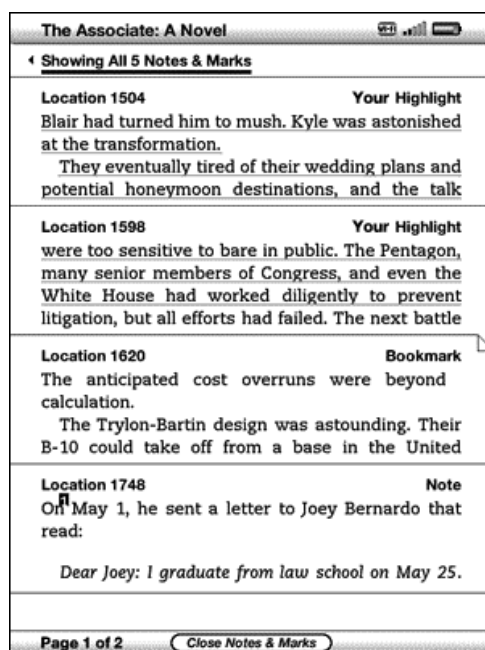 The Associate: A Novel
Showing All 5 Notes & Marks
Location 1504 Your Highlight
Blair had turned him to mush. Kyle was astonished
at the transformation.
They eventually tired of their wedding plans and
potential honeymoon destinations, and the talk
Location 1598 Your Highlight
were too sensitive to bare in public. The Pentagon,
many senior members of Congress, and even the
White House had worked diligently to prevent
litigation, but all efforts had failed. The next battle
Location 1620 Bookmark
The anticipated cost overruns were beyond
calculation.
The Trylon-Bartin design was astounding. Their
B-10 could take off from a base in the United
Location 1748 Note
On May 1, he sent a letter to Joey Bernardo that
read:
Dear Joey: I graduate from law school on May 25.
Page 1 of 2 Close Notes & Marks